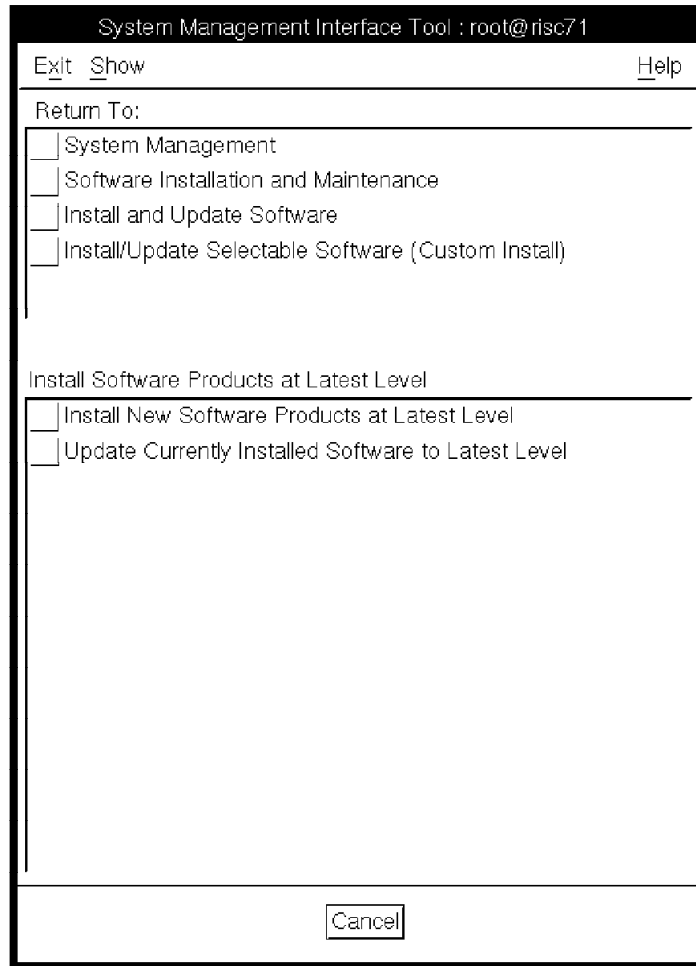 System Management Interface Tool : root@risc71
Exit Show Help
Return To:
System Management
Software Installation and Maintenance
Install and Update Software
Install/Update Selectable Software (Custom Install)
Install Software Products at Latest Level
Install New Software Products at Latest Level
Update Currently Installed Software to Latest Level
Cancel